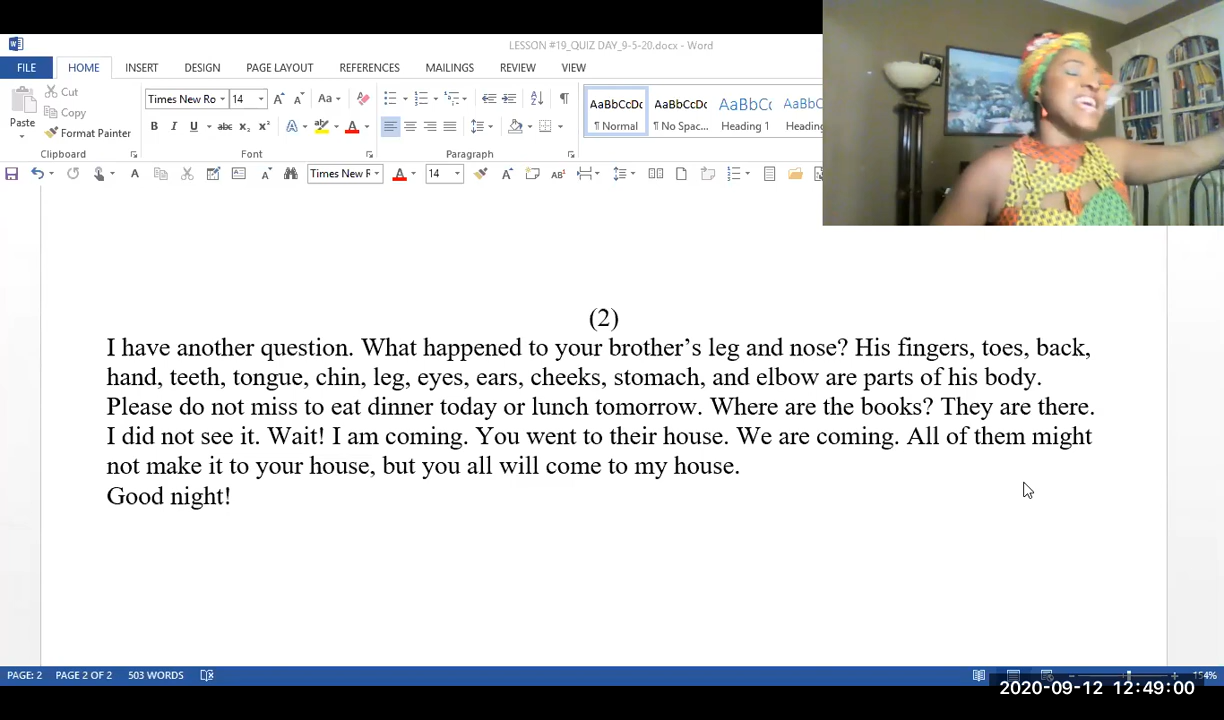 LESSON #19_QUIZ DAY_9-5-20.docx - Word
FILE HOME INSERT DESIGN PAGE LAYOUT REFERENCES MAILINGS REVIEW VIEW
Cut
Copy
Paste
Format Painter
Times New Ro 14
Aa
B I U abc x₂ x²
A
AaBbCcDc AaBbCcDc AaBbCc AaBbCc
¶ Normal ¶ No Spac... Heading 1 Heading
Clipboard Font Paragraph
Times New R 14
(2)
I have another question. What happened to your brother’s leg and nose? His fingers, toes, back,
hand, teeth, tongue, chin, leg, eyes, ears, cheeks, stomach, and elbow are parts of his body.
Please do not miss to eat dinner today or lunch tomorrow. Where are the books? They are there.
I did not see it. Wait! I am coming. You went to their house. We are coming. All of them might
not make it to your house, but you all will come to my house.
Good night!
PAGE: 2 PAGE 2 OF 2 503 WORDS 154%
2020-09-12 12:49:00